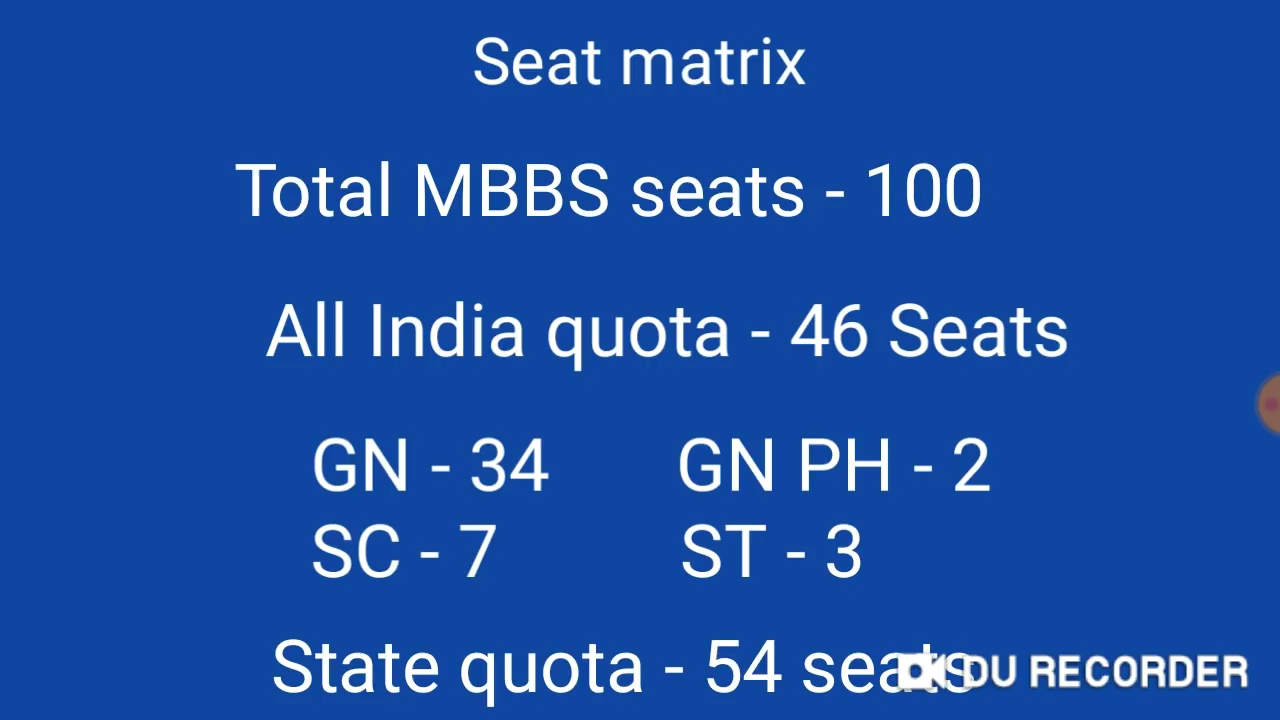 Seat matrix
Total MBBS seats - 100
All India quota - 46 Seats
GN - 34 GN PH - 2
SC - 7 ST - 3
State quota - 54 seats
DU RECORDER